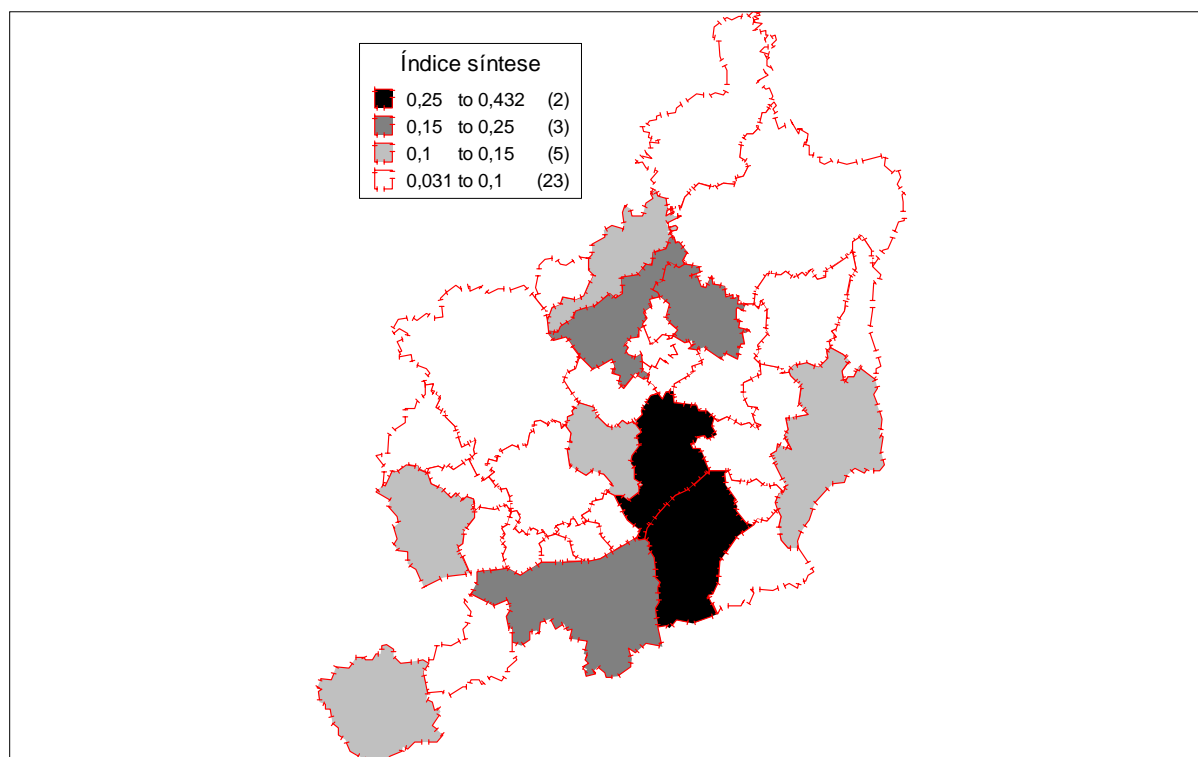 Índice síntese
0,25 to 0,432 (2)
0,15 to 0,25 (3)
0,1 to 0,15 (5)
0,031 to 0,1 (23)